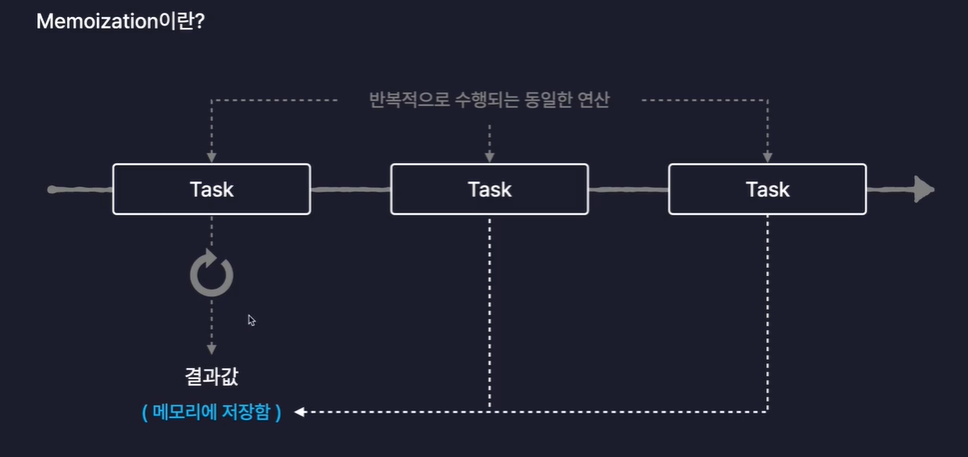 Memoization이란?
반복적으로 수행되는 동일한 연산
Task
Task
Task
결과값
( 메모리에 저장함 )